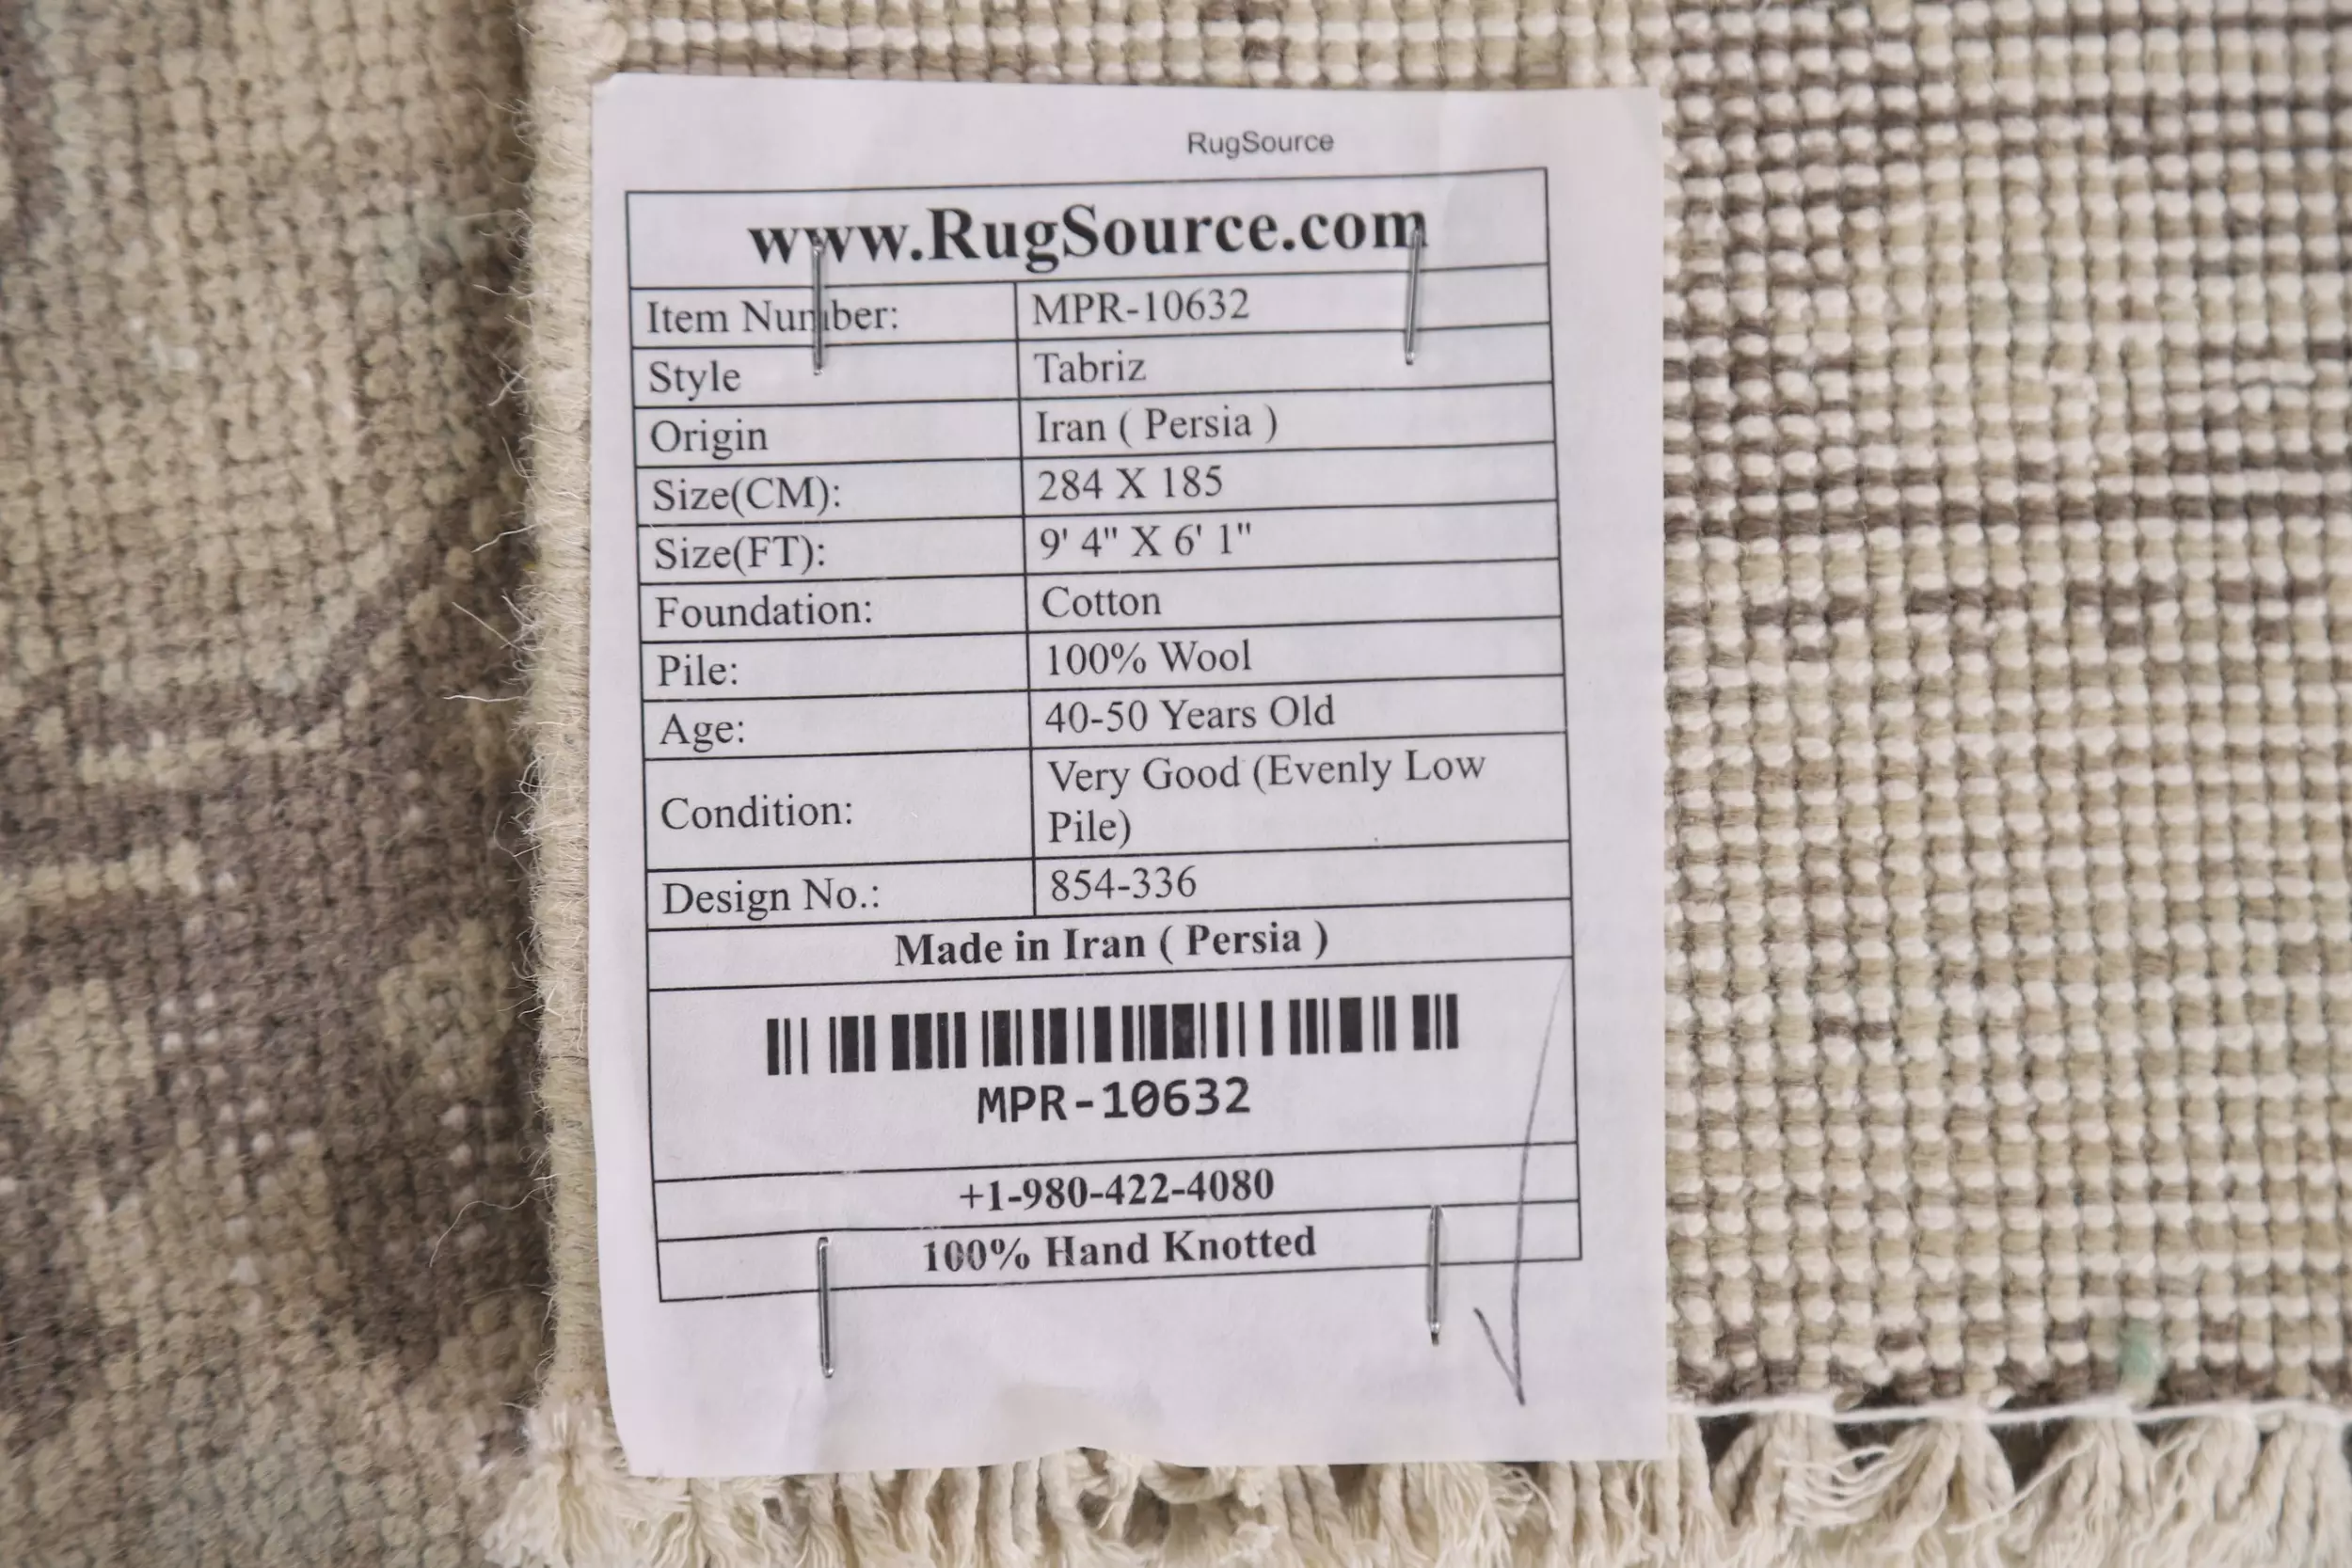 RugSource
www.RugSource.com
Item Number: MPR-10632
Style Tabriz
Origin Iran ( Persia )
Size(CM): 284 X 185
Size(FT): 9' 4" X 6' 1"
Foundation: Cotton
Pile: 100% Wool
Age: 40-50 Years Old
Condition: Very Good (Evenly Low
Pile)
Design No.: 854-336
Made in Iran ( Persia )
MPR-10632
+1-980-422-4080
100% Hand Knotted